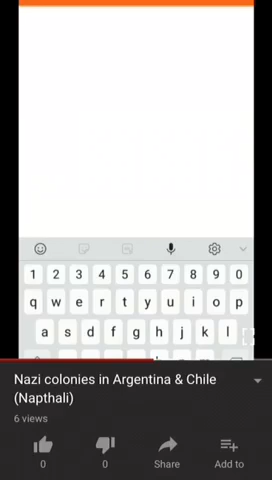 1 2 3 4 5 6 7 8 9 0
q w e r t y u i o p
a s d f g h j k l
Nazi colonies in Argentina & Chile
(Napthali)
6 views
0 0 Share Add to